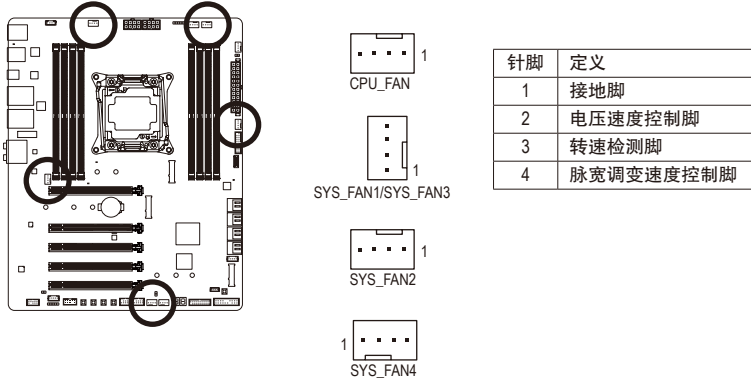 1
CPU_FAN
1
SYS_FAN1/SYS_FAN3
1
SYS_FAN2
1
SYS_FAN4
针脚 定义
1 接地脚
2 电压速度控制脚
3 转速检测脚
4 脉宽调变速度控制脚